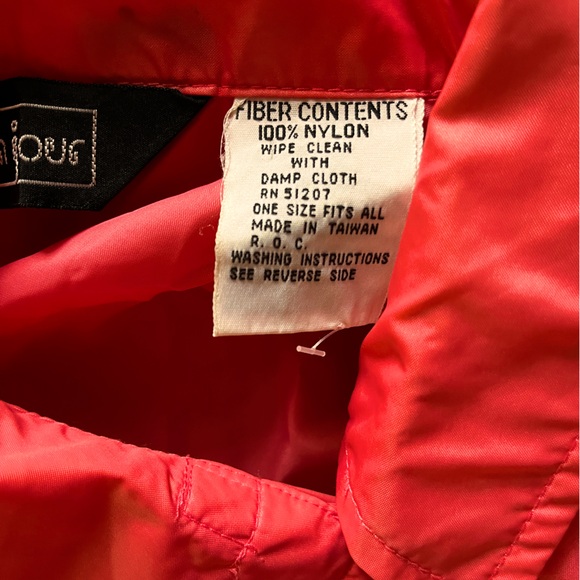 FIBER CONTENTS
100% NYLON
WIPE CLEAN
WITH
DAMP CLOTH
RN 51207
ONE SIZE FITS ALL
MADE IN TAIWAN
R. O. C.
WASHING INSTRUCTIONS
SEE REVERSE SIDE